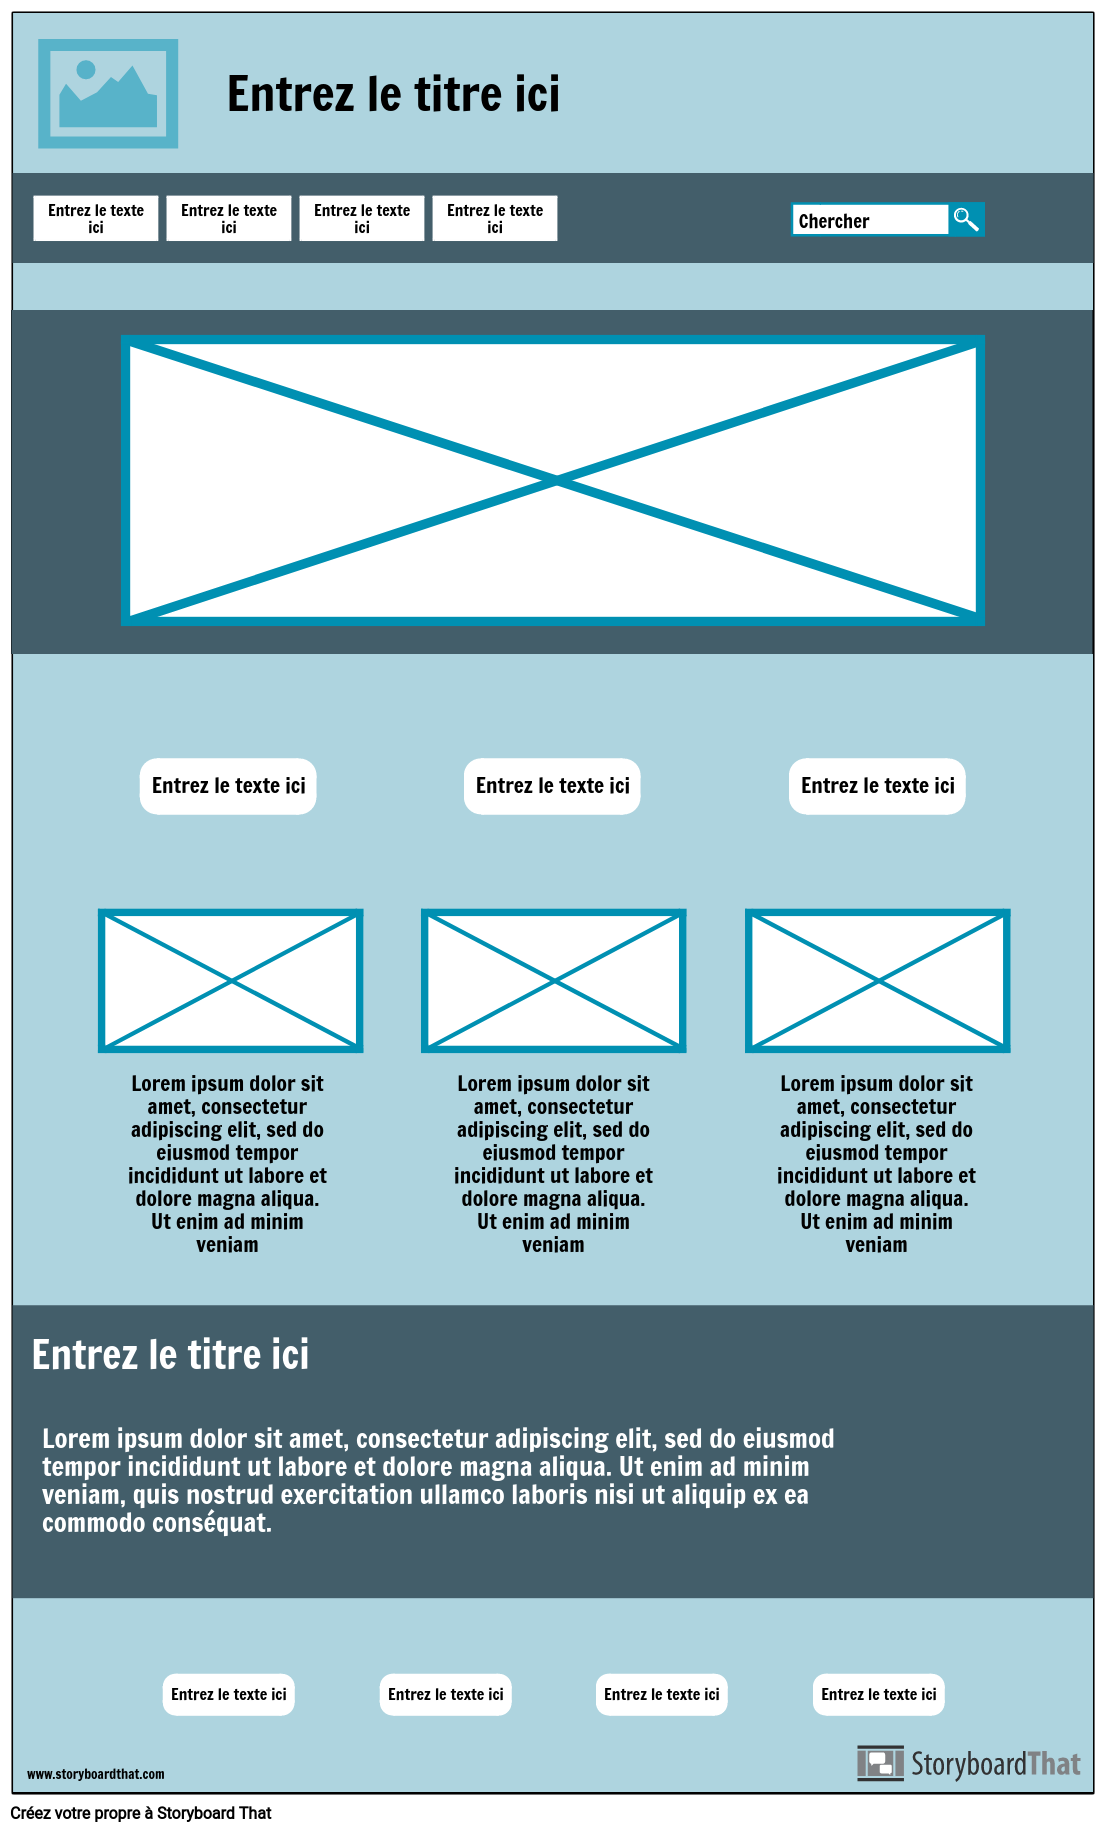 Entrez le titre ici
Entrez le texte
ici
Entrez le texte
ici
Entrez le texte
ici
Entrez le texte
ici
Chercher
Entrez le texte ici
Entrez le texte ici
Entrez le texte ici
Lorem ipsum dolor sit
amet, consectetur
adipiscing elit, sed do
eiusmod tempor
incididunt ut labore et
dolore magna aliqua.
Ut enim ad minim
veniam
Lorem ipsum dolor sit
amet, consectetur
adipiscing elit, sed do
eiusmod tempor
incididunt ut labore et
dolore magna aliqua.
Ut enim ad minim
veniam
Lorem ipsum dolor sit
amet, consectetur
adipiscing elit, sed do
eiusmod tempor
incididunt ut labore et
dolore magna aliqua.
Ut enim ad minim
veniam
Entrez le titre ici
Lorem ipsum dolor sit amet, consectetur adipiscing elit, sed do eiusmod
tempor incididunt ut labore et dolore magna aliqua. Ut enim ad minim
veniam, quis nostrud exercitation ullamco laboris nisi ut aliquip ex ea
commodo conséquat.
Entrez le texte ici
Entrez le texte ici
Entrez le texte ici
Entrez le texte ici
www.storyboardthat.com
StoryboardThat
Créez votre propre à Storyboard That